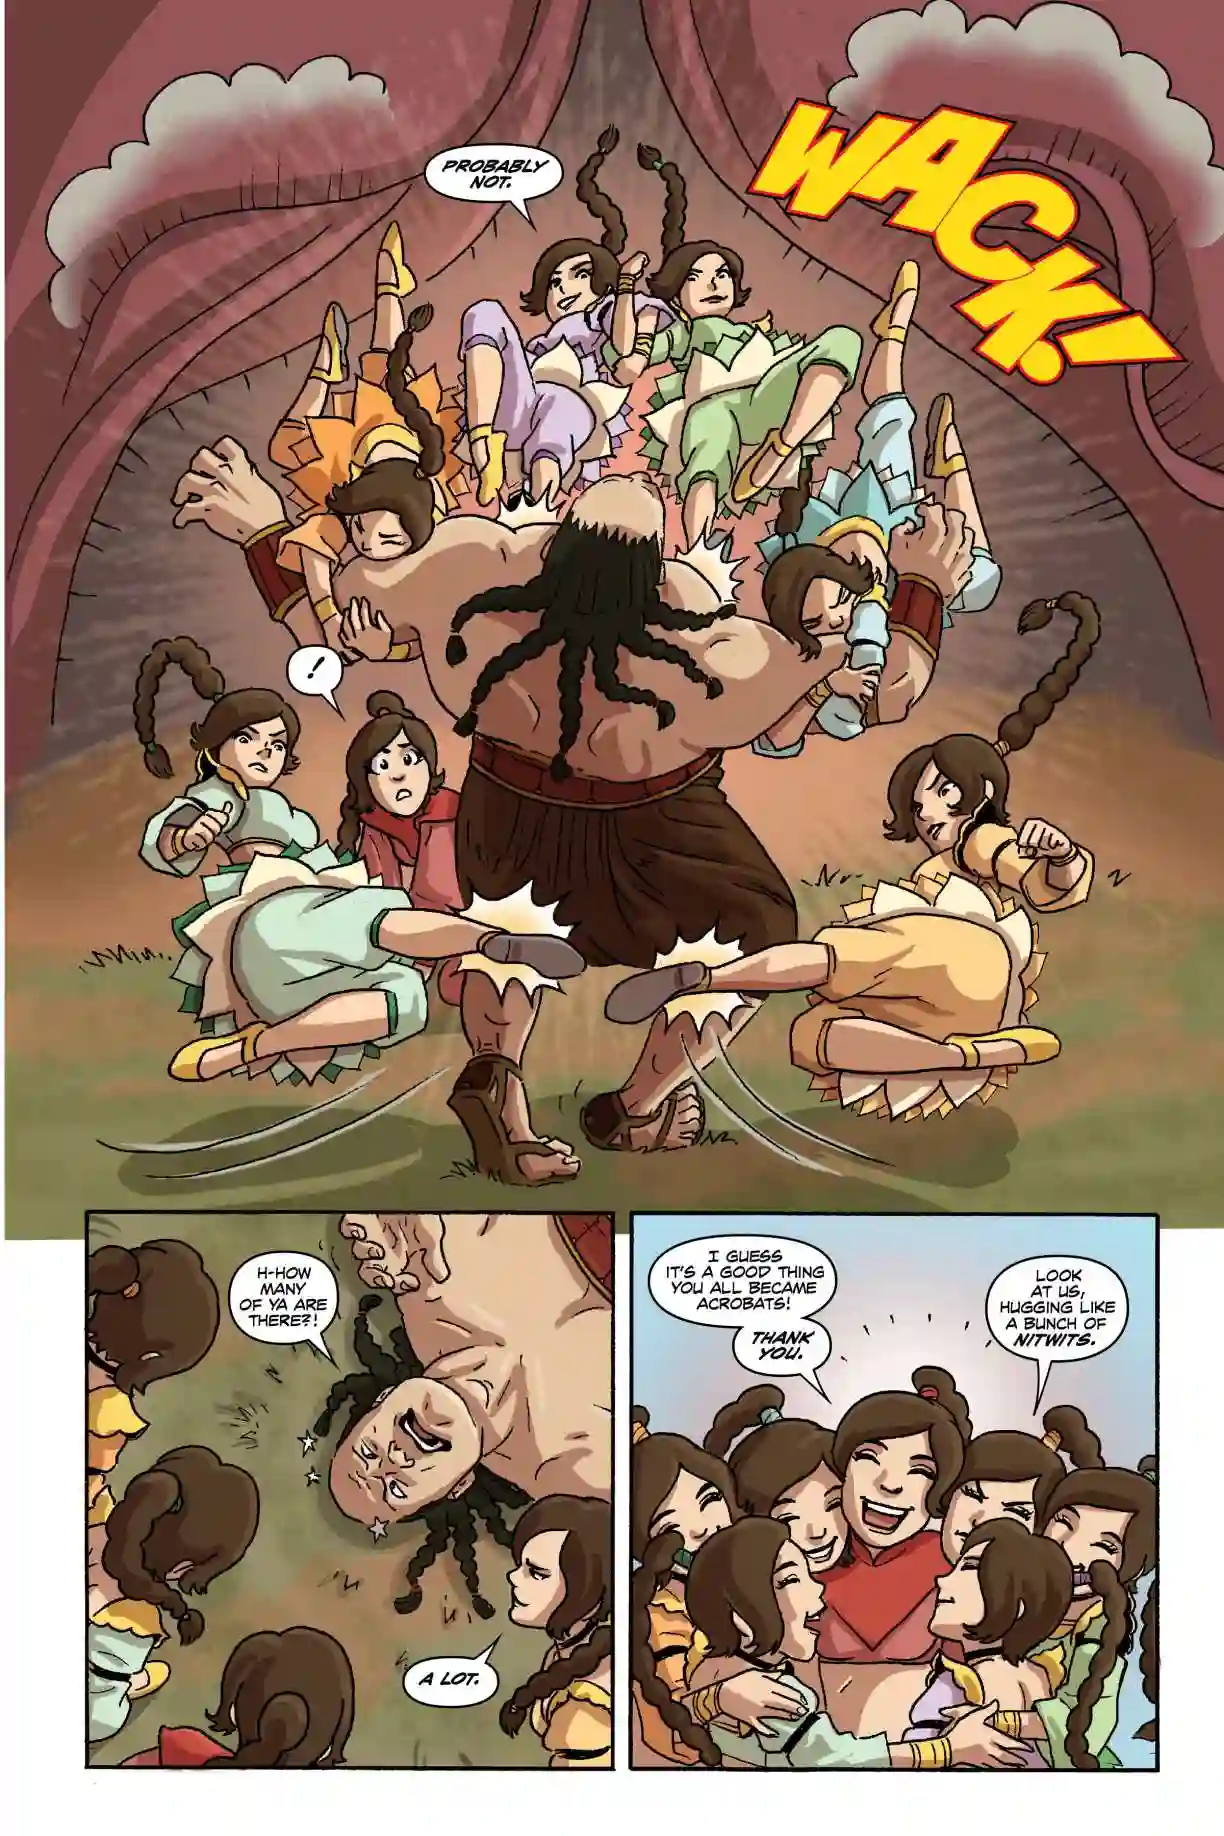 PROBABLY
NOT.
WACK!
!
H-HOW
MANY
OF YA ARE
THERE?!
A LOT.
I GUESS
IT'S A GOOD THING
YOU ALL BECAME
ACROBATS!
THANK
YOU.
LOOK
AT US,
HUGGING LIKE
A BUNCH OF
NITWITS.